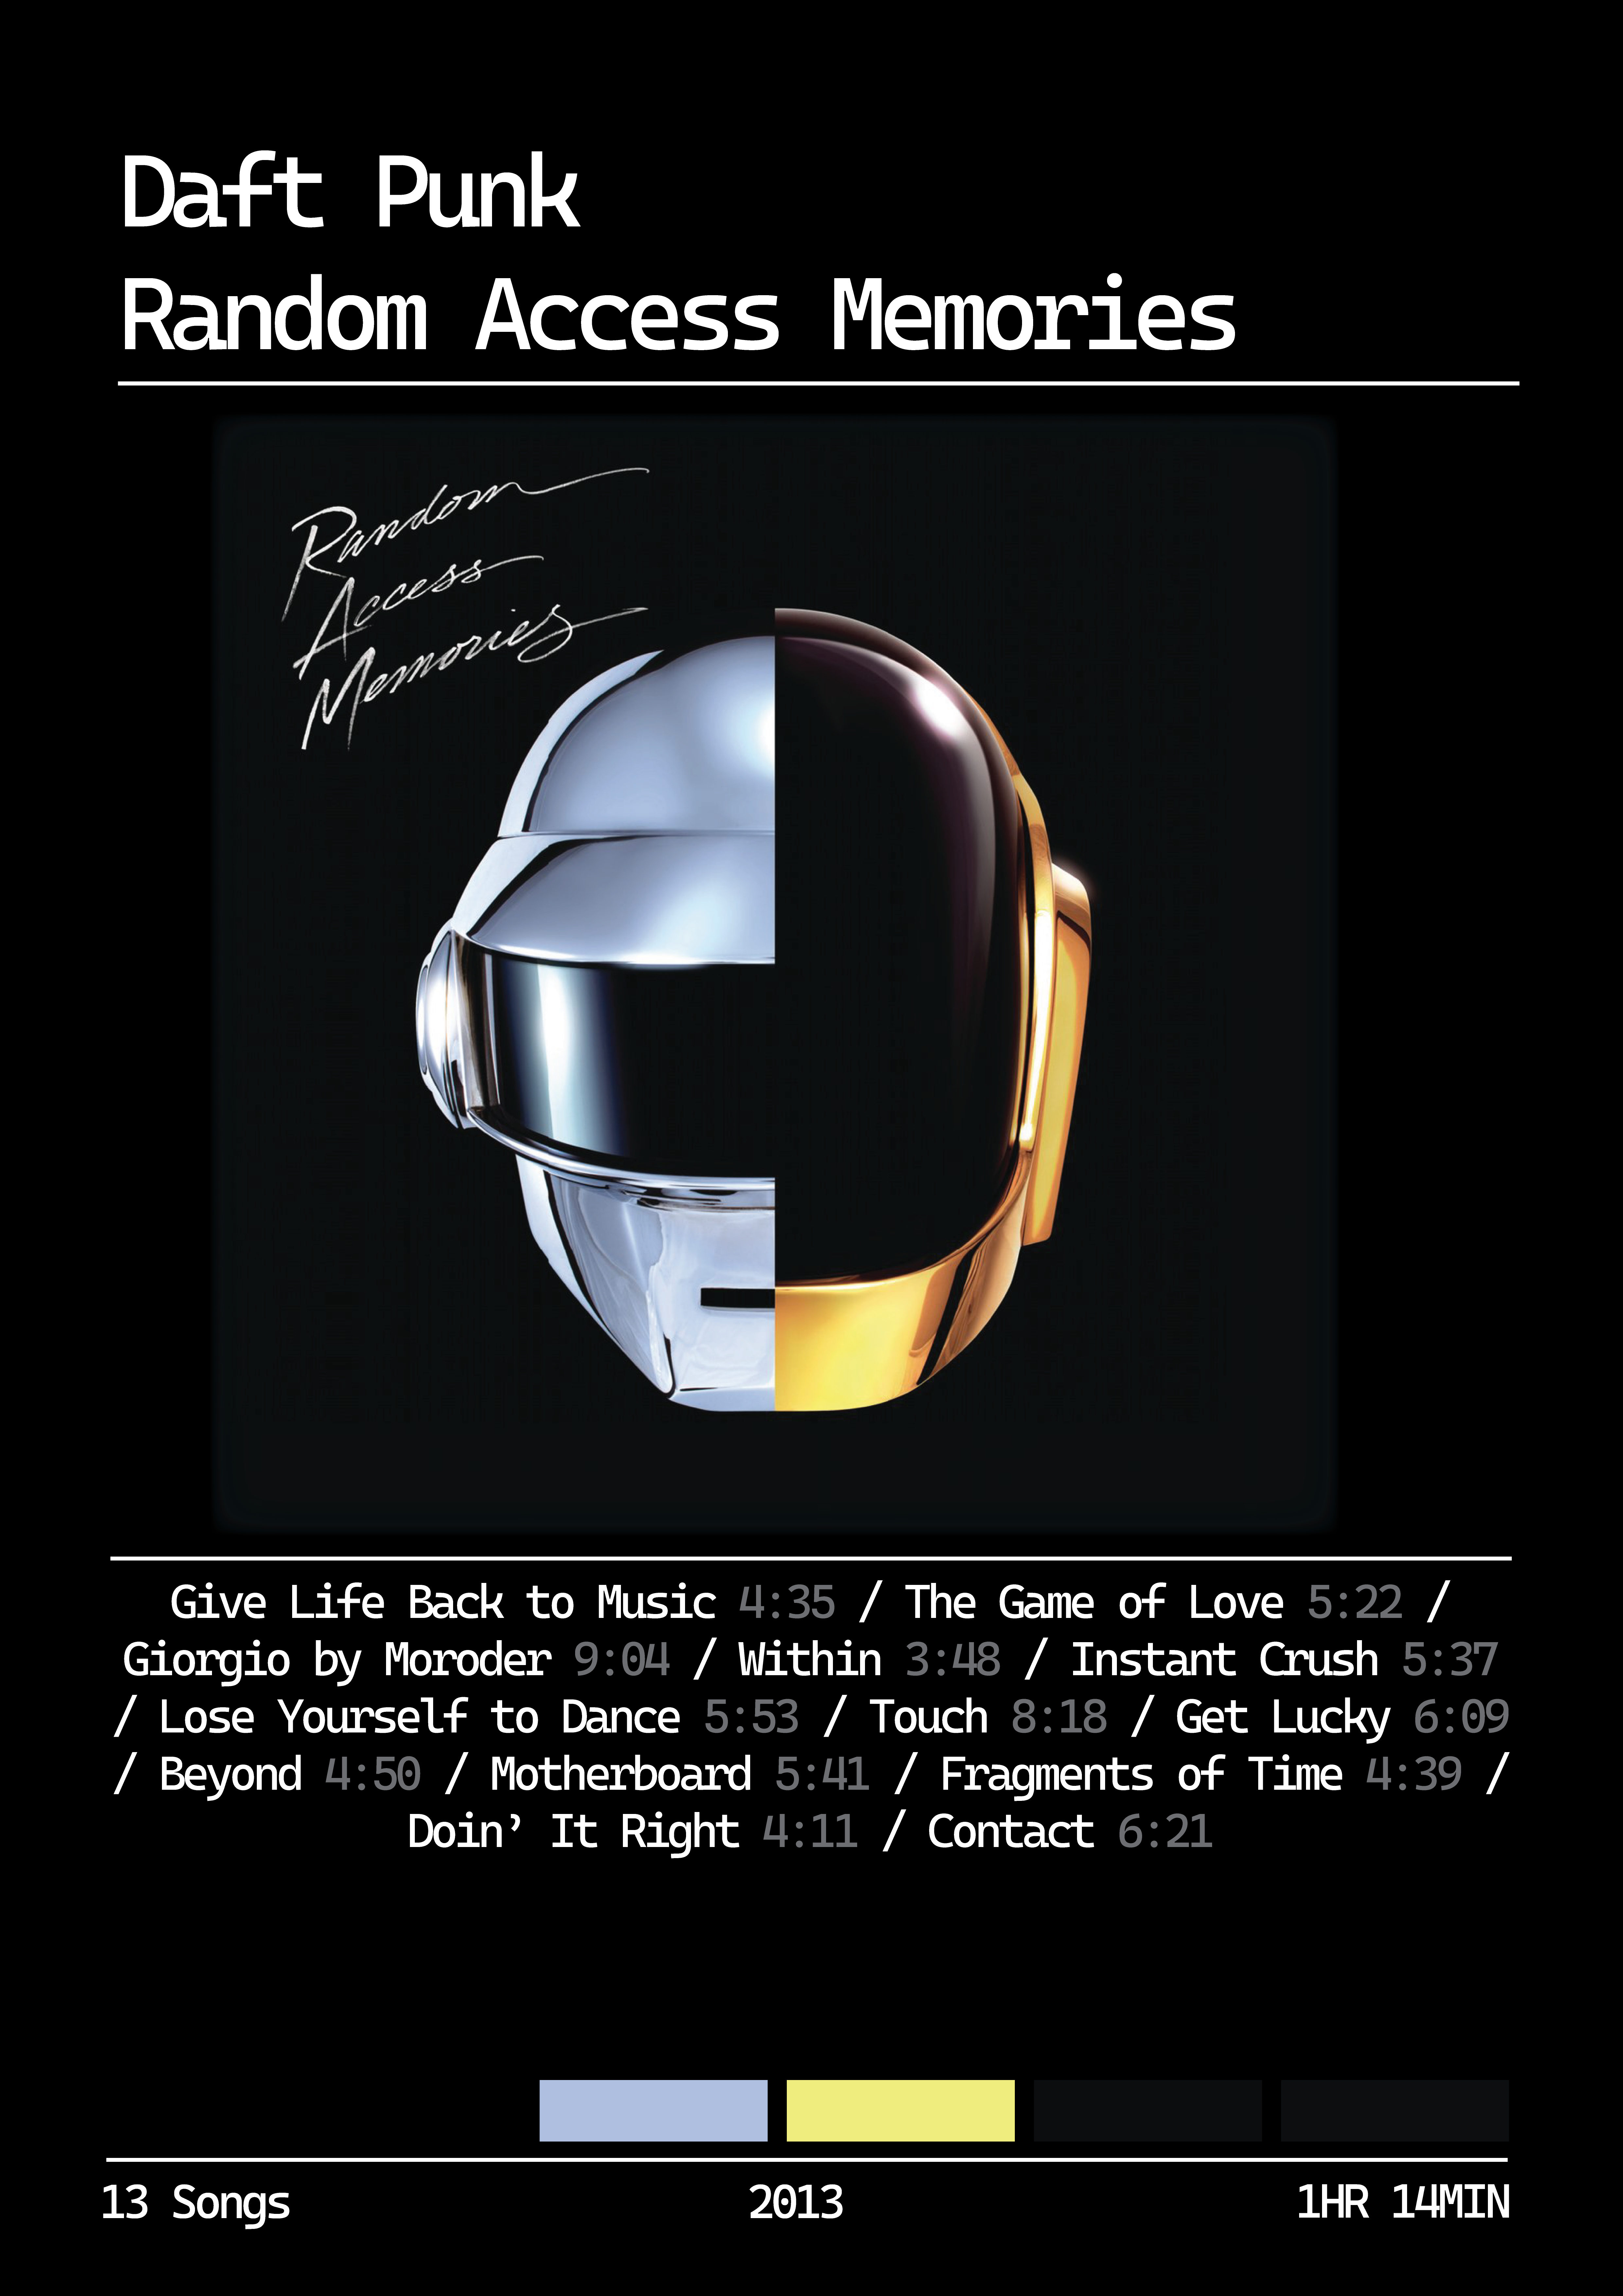 Daft Punk
Random Access Memories
Random
Access
Memories
Give Life Back to Music 4:35 / The Game of Love 5:22 /
Giorgio by Moroder 9:04 / Within 3:48 / Instant Crush 5:37
/ Lose Yourself to Dance 5:53 / Touch 8:18 / Get Lucky 6:09
/ Beyond 4:50 / Motherboard 5:41 / Fragments of Time 4:39 /
Doin’ It Right 4:11 / Contact 6:21
13 Songs
2013
1HR 14MIN